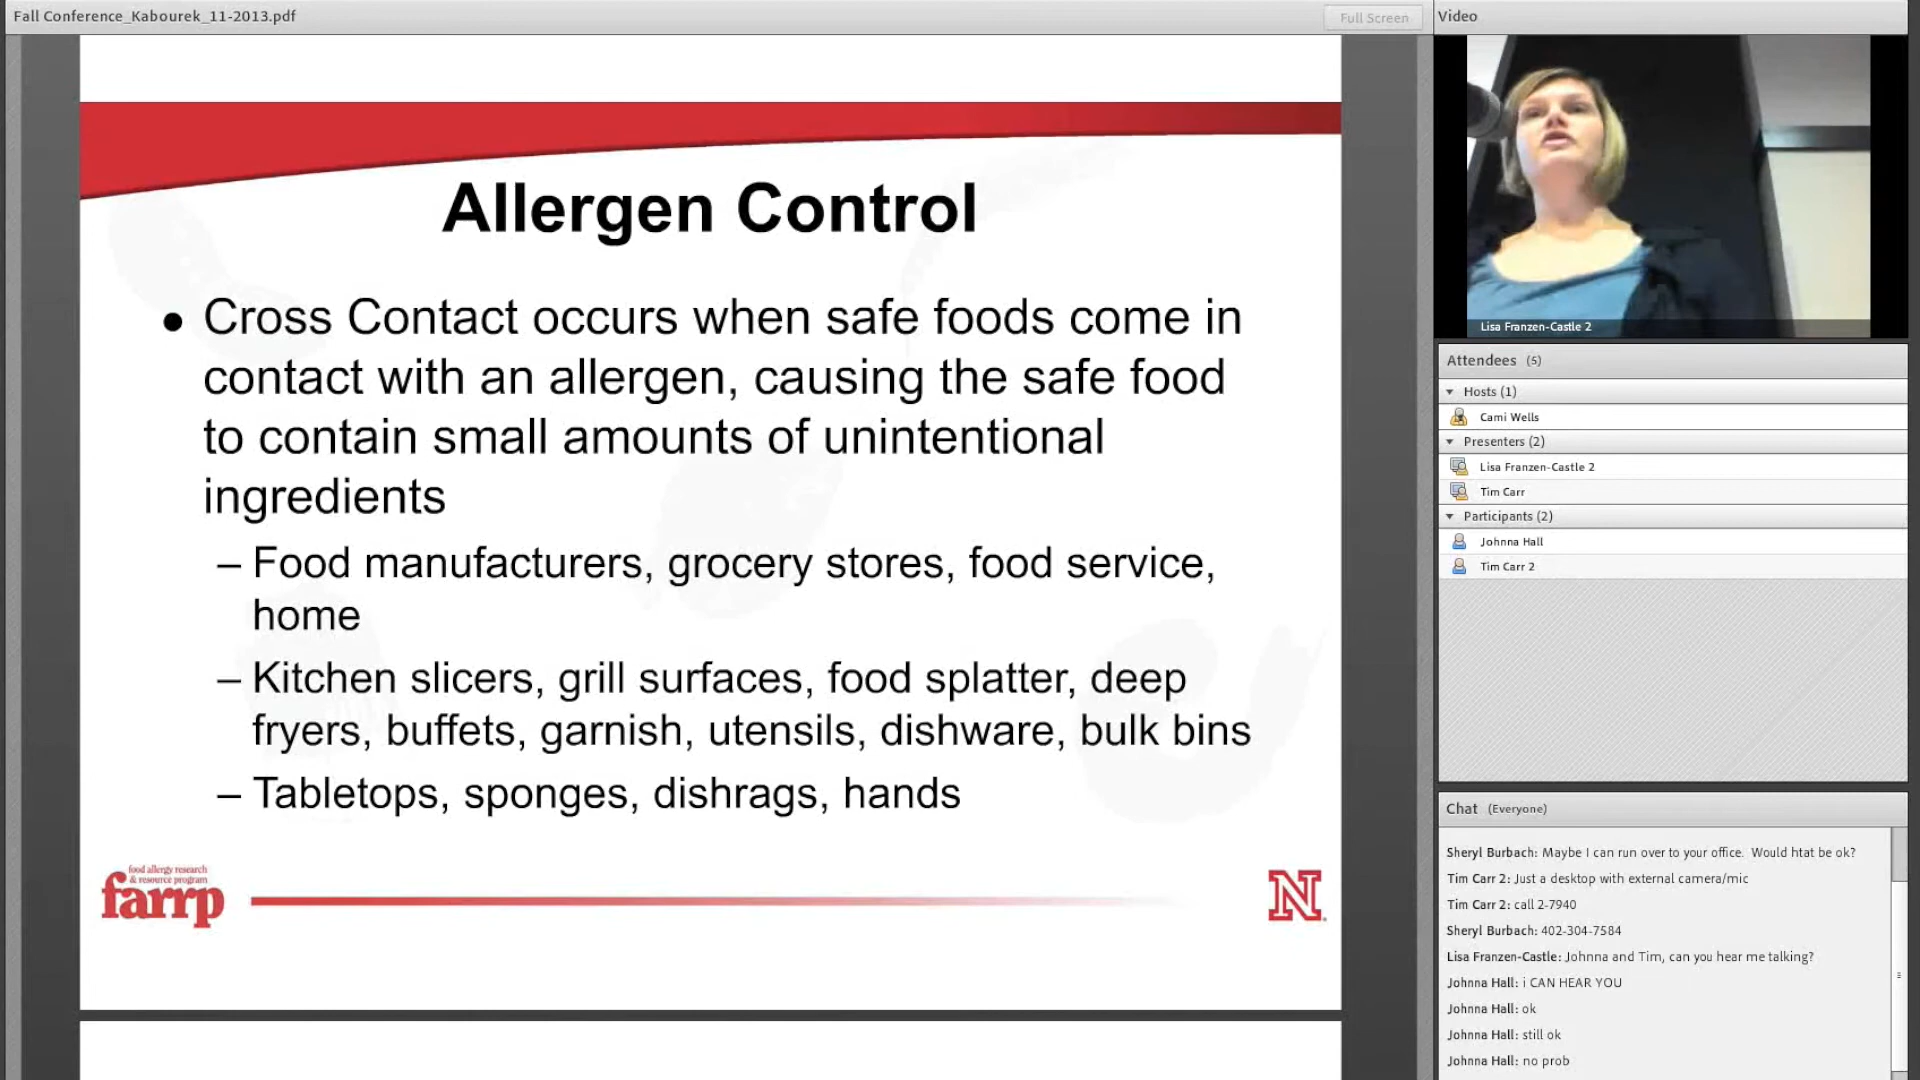 Fall Conference_Kabourek_11-2013.pdf
Full Screen
Allergen Control
• Cross Contact occurs when safe foods come in
contact with an allergen, causing the safe food
to contain small amounts of unintentional
ingredients
– Food manufacturers, grocery stores, food service,
home
– Kitchen slicers, grill surfaces, food splatter, deep
fryers, buffets, garnish, utensils, dishware, bulk bins
– Tabletops, sponges, dishrags, hands
food allergy research
& resource program
farrp
N
Video
Lisa Franzen-Castle 2
Attendees (5)
Hosts (1)
Cami Wells
Presenters (2)
Lisa Franzen-Castle 2
Tim Carr
Participants (2)
Johnna Hall
Tim Carr 2
Chat (Everyone)
Sheryl Burbach: Maybe I can run over to your office. Would htat be ok?
Tim Carr 2: Just a desktop with external camera/mic
Tim Carr 2: call 2-7940
Sheryl Burbach: 402-304-7584
Lisa Franzen-Castle: Johnna and Tim, can you hear me talking?
Johnna Hall: i CAN HEAR YOU
Johnna Hall: ok
Johnna Hall: still ok
Johnna Hall: no prob